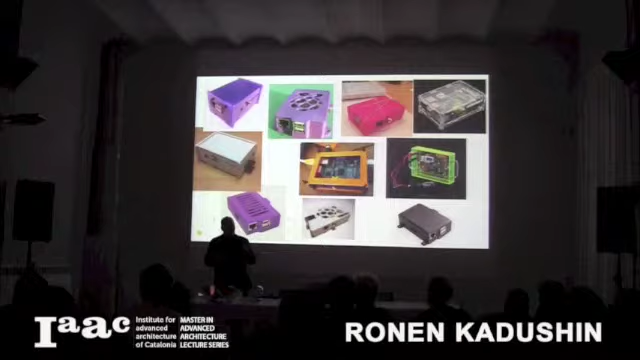 Iaac
Institute for
advanced
architecture
of Catalonia
MASTER IN
ADVANCED
ARCHITECTURE
LECTURE SERIES
RONEN KADUSHIN